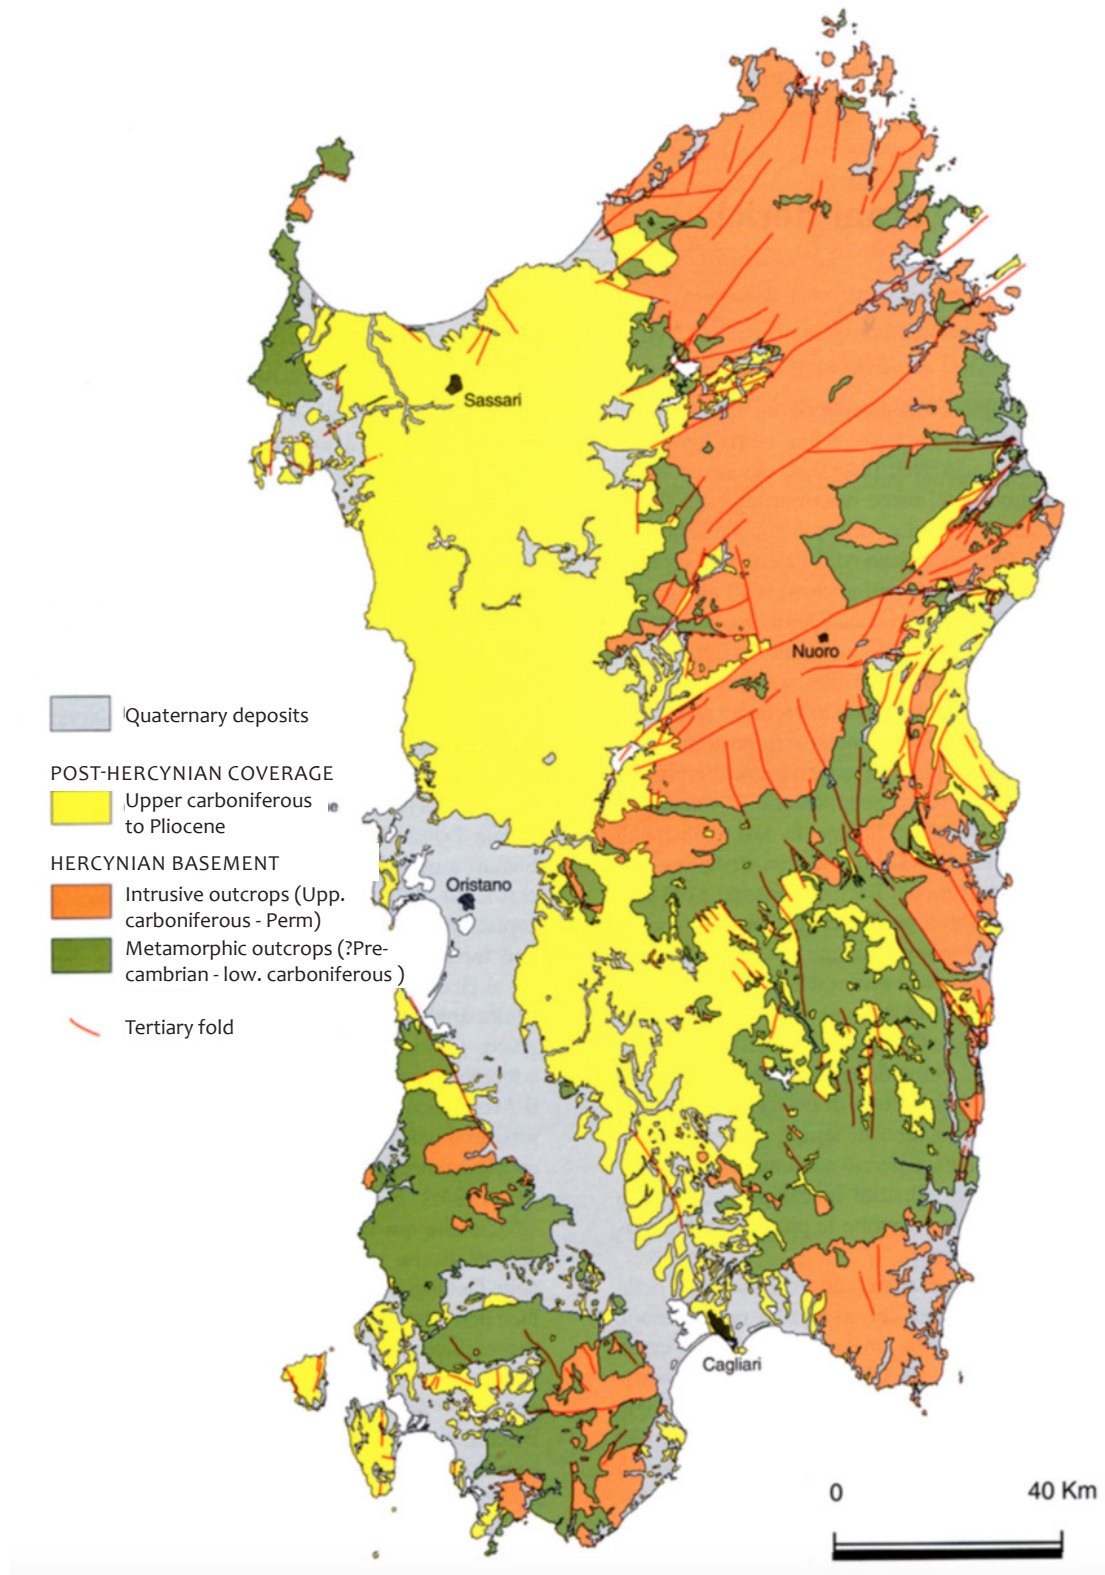 Sassari
Nuoro
Quaternary deposits
POST-HERCYNIAN COVERAGE
Upper carboniferous
to Pliocene
HERCYNIAN BASEMENT
Intrusive outcrops (Upp.
carboniferous - Perm)
Metamorphic outcrops (?Pre-
cambrian - low. carboniferous )
Tertiary fold
Oristano
Cagliari
0 40 Km